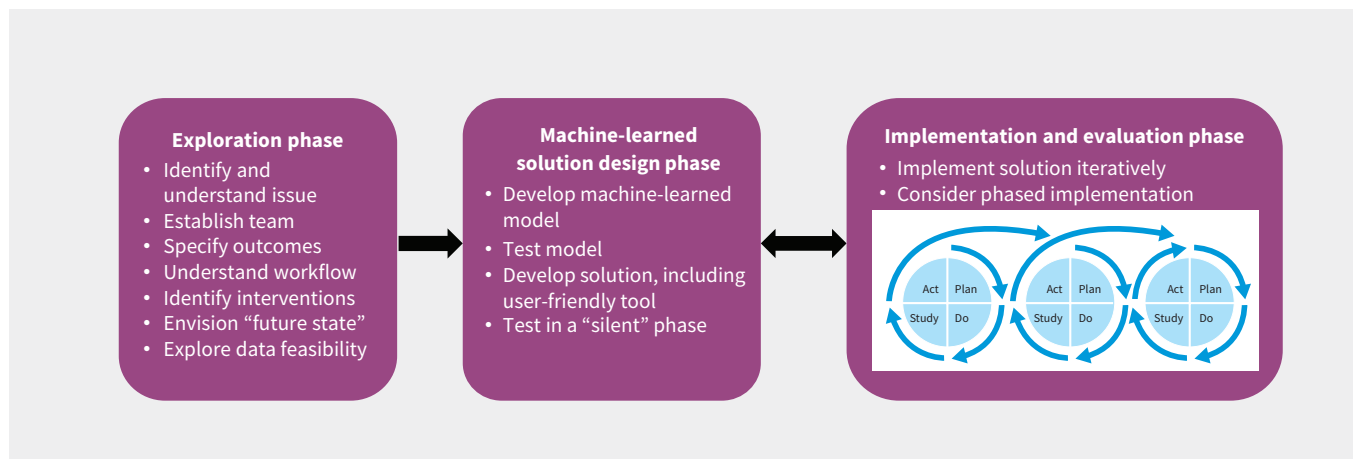 Exploration phase
• Identify and
understand issue
• Establish team
• Specify outcomes
• Understand workflow
• Identify interventions
• Envision “future state”
• Explore data feasibility
Machine-learned
solution design phase
• Develop machine-learned
model
• Test model
• Develop solution, including
user-friendly tool
• Test in a “silent” phase
Implementation and evaluation phase
• Implement solution iteratively
• Consider phased implementation
Act Plan
Study Do
Act Plan
Study Do
Act Plan
Study Do